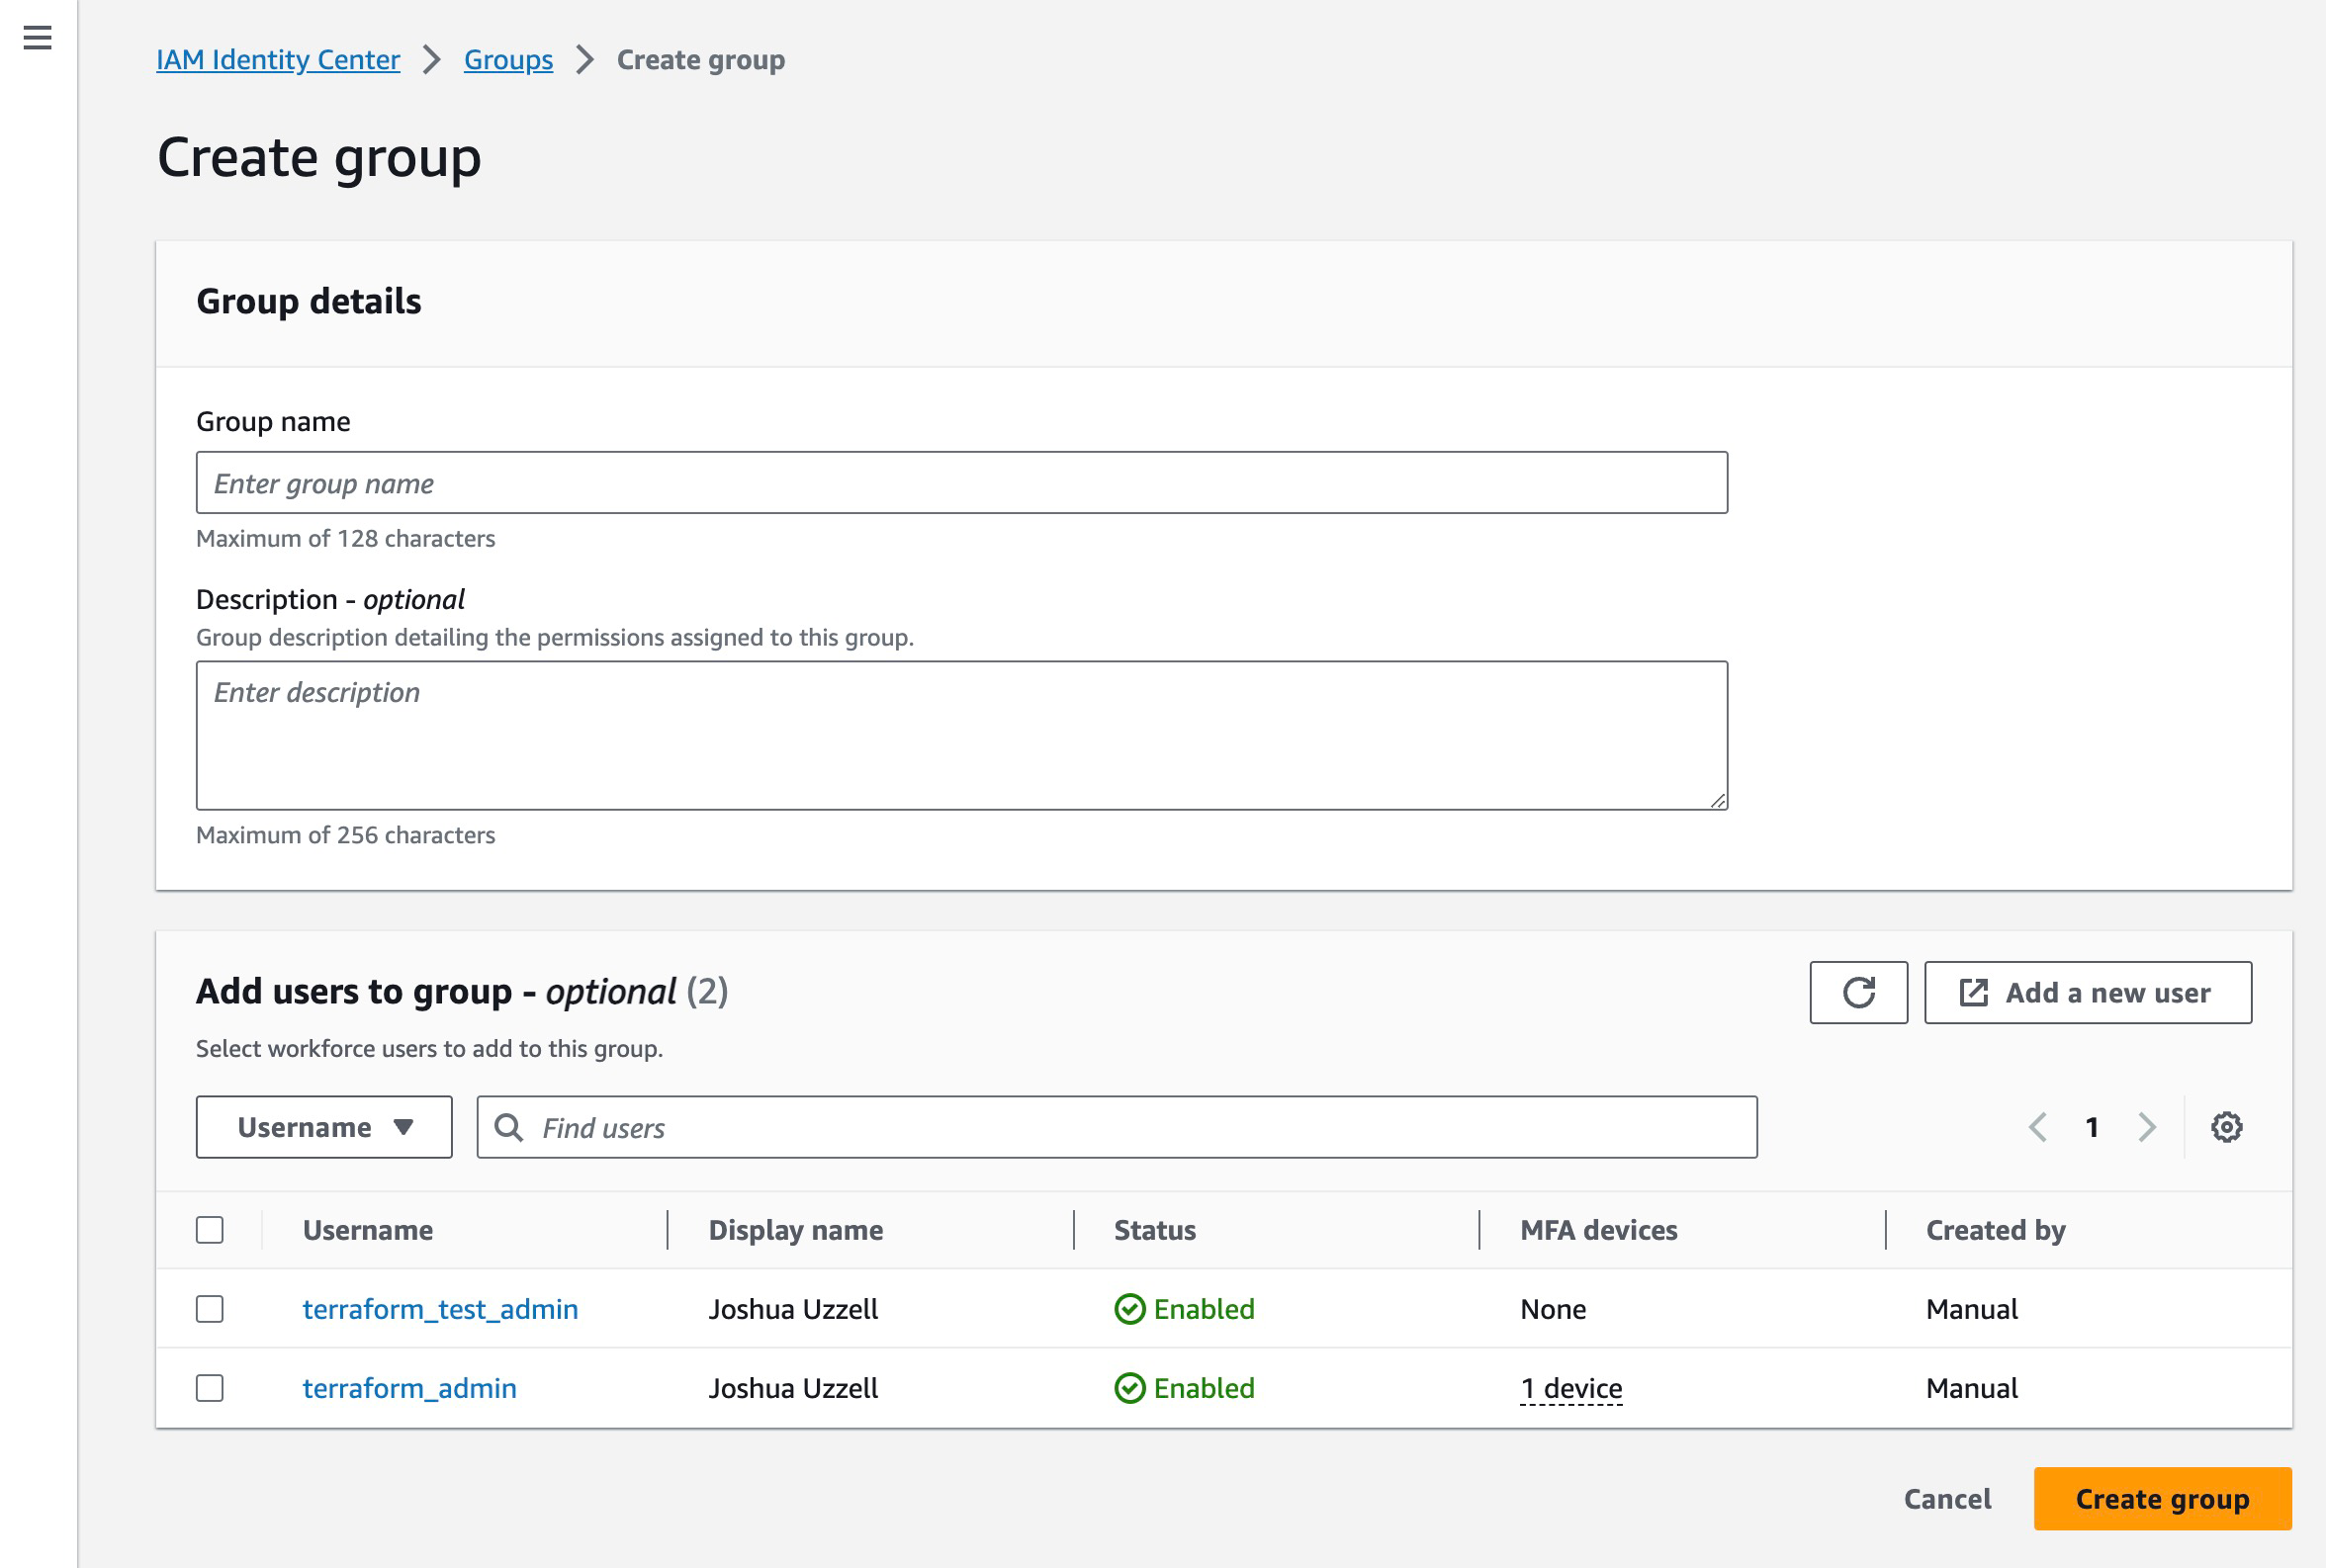 IAM Identity Center > Groups > Create group
Create group
Group details
Group name
Enter group name
Maximum of 128 characters
Description - optional
Group description detailing the permissions assigned to this group.
Enter description
Maximum of 256 characters
Add users to group - optional (2)
Add a new user
Select workforce users to add to this group.
Username
Find users
1
Username Display name Status MFA devices Created by
terraform_test_admin Joshua Uzzell Enabled None Manual
terraform_admin Joshua Uzzell Enabled 1 device Manual
Cancel Create group